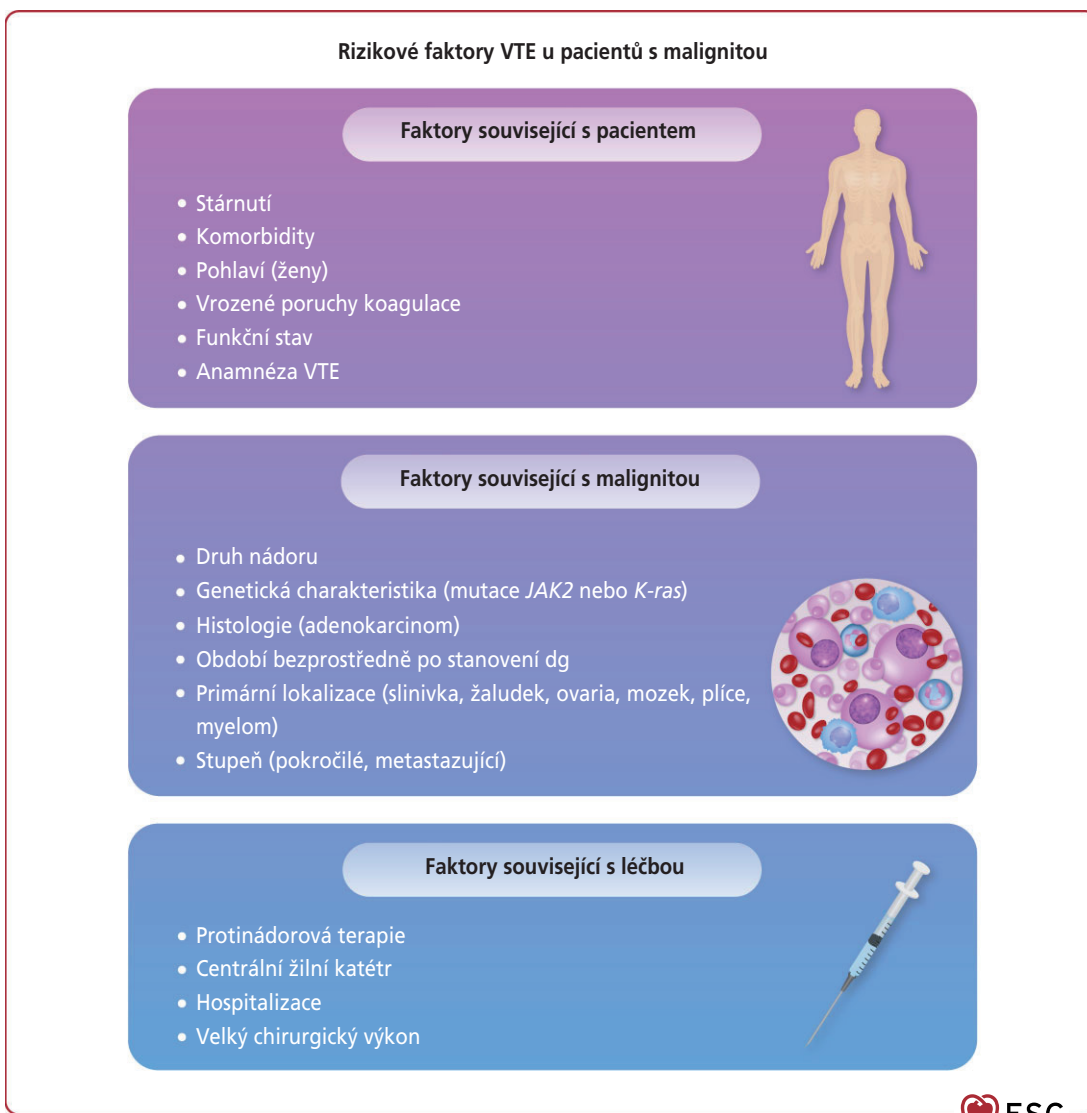 Rizikové faktory VTE u pacientů s malignitou
Faktory související s pacientem
• Stárnutí
• Komorbidity
• Pohlaví (ženy)
• Vrozené poruchy koagulace
• Funkční stav
• Anamnéza VTE
Faktory související s malignitou
• Druh nádoru
• Genetická charakteristika (mutace JAK2 nebo K-ras)
• Histologie (adenokarcinom)
• Období bezprostředně po stanovení dg
• Primární lokalizace (slinivka, žaludek, ovaria, mozek, plíce,
myelom)
• Stupeň (pokročilé, metastazující)
Faktory související s léčbou
• Protinádorová terapie
• Centrální žilní katétr
• Hospitalizace
• Velký chirurgický výkon
ESC